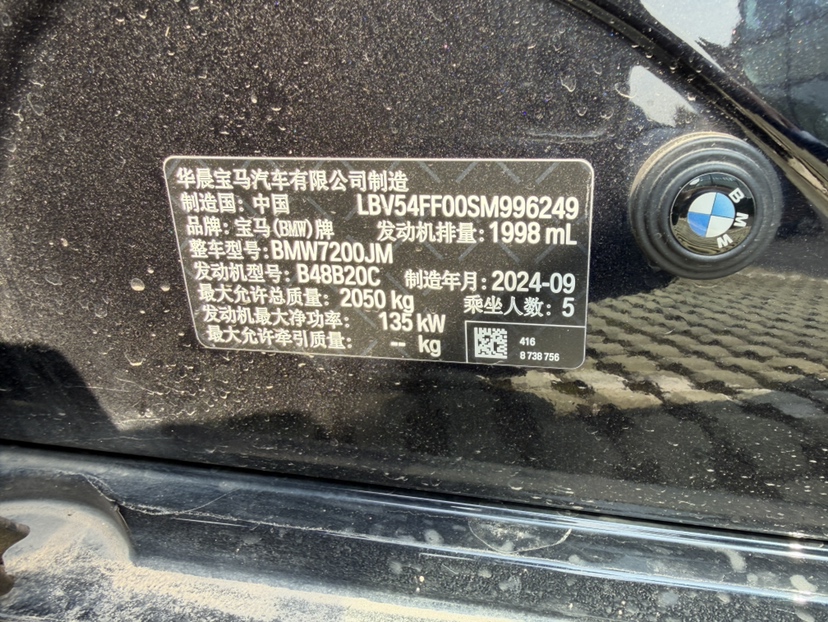 华晨宝马汽车有限公司制造
制造国: 中国 LBV54FF00SM996249
品牌: 宝马(BMW)牌 发动机排量: 1998 mL
整车型号: BMW7200JM
发动机型号: B48B20C 制造年月: 2024-09
最大允许总质量: 2050 kg 乘坐人数: 5
发动机最大净功率: 135 kW
最大允许牵引质量: -- kg
416
8 738 756
BMW